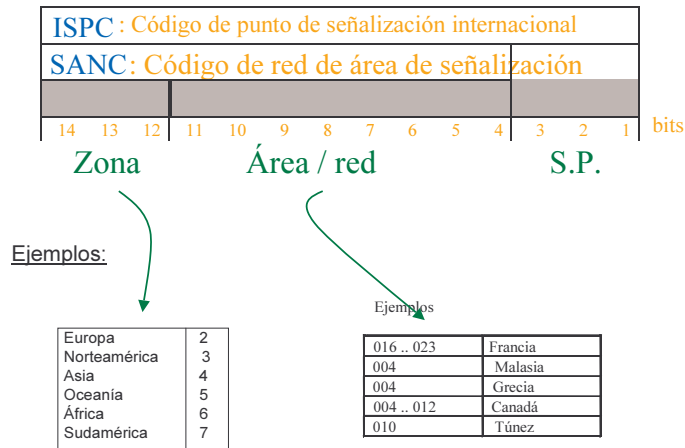 ISPC : Código de punto de señalización internacional
SANC: Código de red de área de señalización
14 13 12 11 10 9 8 7 6 5 4 3 2 1 bits
Zona Área / red S.P.
Ejemplos:
Ejemplos
Europa 2
Norteamérica 3
Asia 4
Oceanía 5
África 6
Sudamérica 7
016 .. 023 Francia
004 Malasia
004 Grecia
004 .. 012 Canadá
010 Túnez